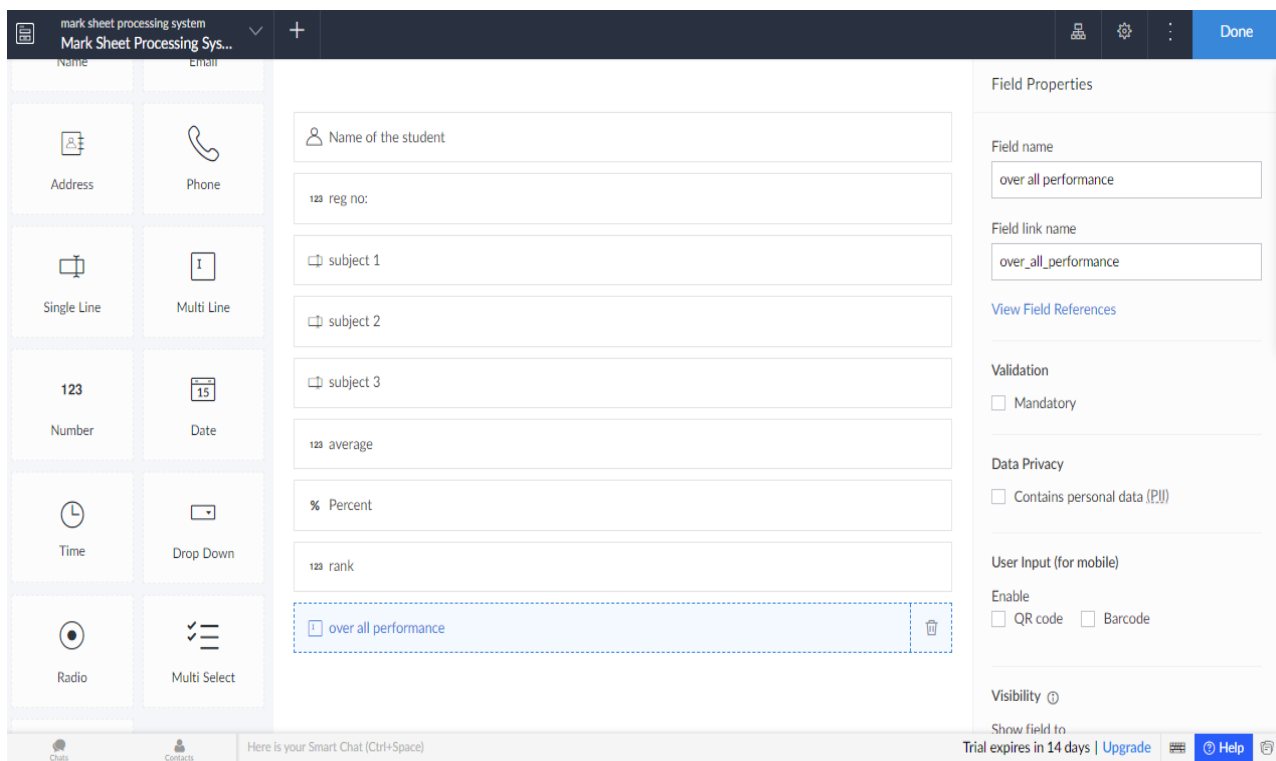 mark sheet processing system
Mark Sheet Processing Sys...
Done
Name
Email
Address
Phone
Single Line
Multi Line
123
15
Number
Date
Time
Drop Down
Radio
Multi Select
Name of the student
123 reg no:
subject 1
subject 2
subject 3
123 average
% Percent
123 rank
over all performance
Field Properties
Field name
over all performance
Field link name
over_all_performance
View Field References
Validation
Mandatory
Data Privacy
Contains personal data (PII)
User Input (for mobile)
Enable
QR code Barcode
Visibility
Show field to
Chats
Contacts
Here is your Smart Chat (Ctrl+Space)
Trial expires in 14 days | Upgrade
Help